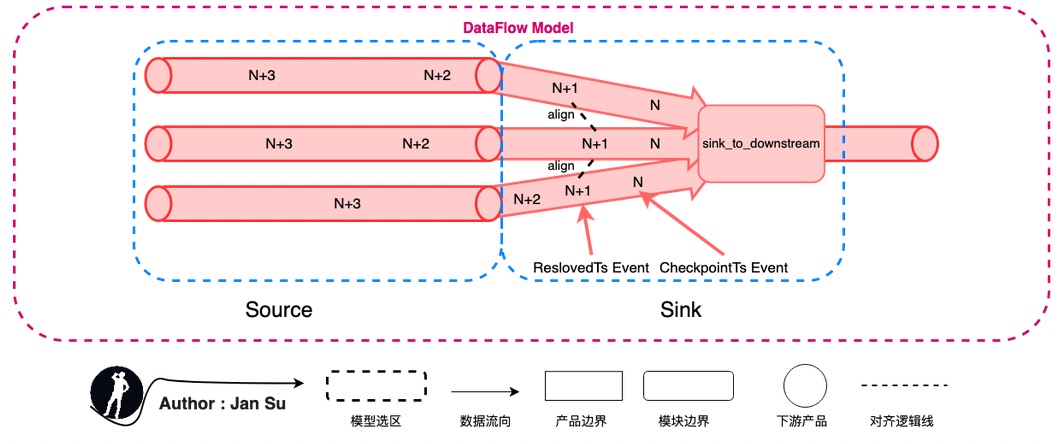 DataFlow Model
N+3
N+2
N+1
N
align
N+3
N+2
N+1
N
sink_to_downstream
align
N+3
N+2
N+1
N
ReslovedTs Event
CheckpointTs Event
Source
Sink
Author : Jan Su
模型选区
数据流向
产品边界
模块边界
下游产品
对齐逻辑线